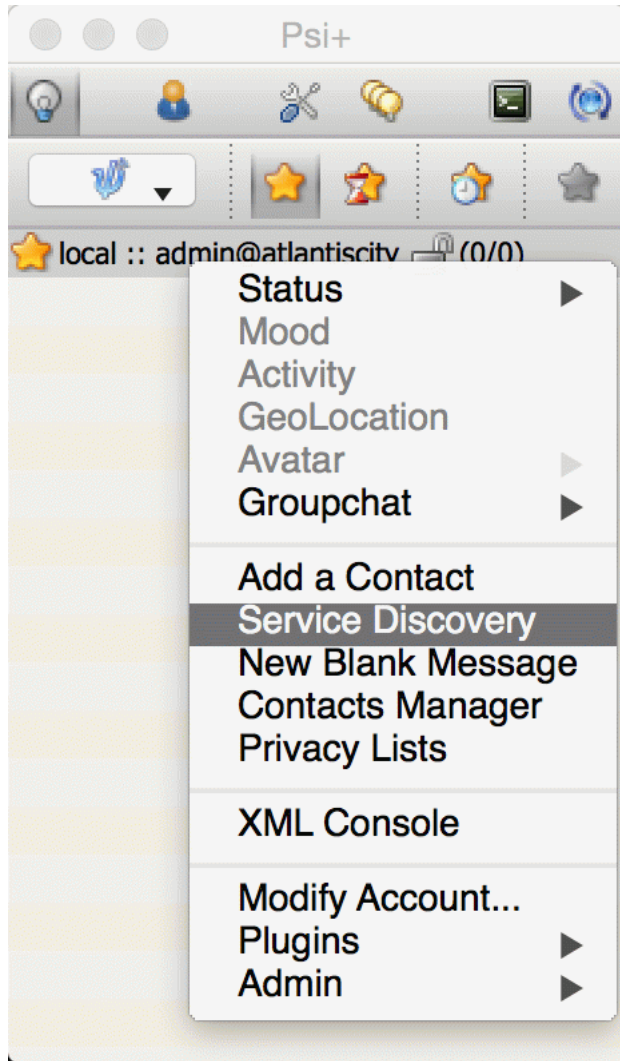 Psi+
local :: admin@atlantiscity (0/0)
Status
Mood
Activity
GeoLocation
Avatar
Groupchat
Add a Contact
Service Discovery
New Blank Message
Contacts Manager
Privacy Lists
XML Console
Modify Account...
Plugins
Admin